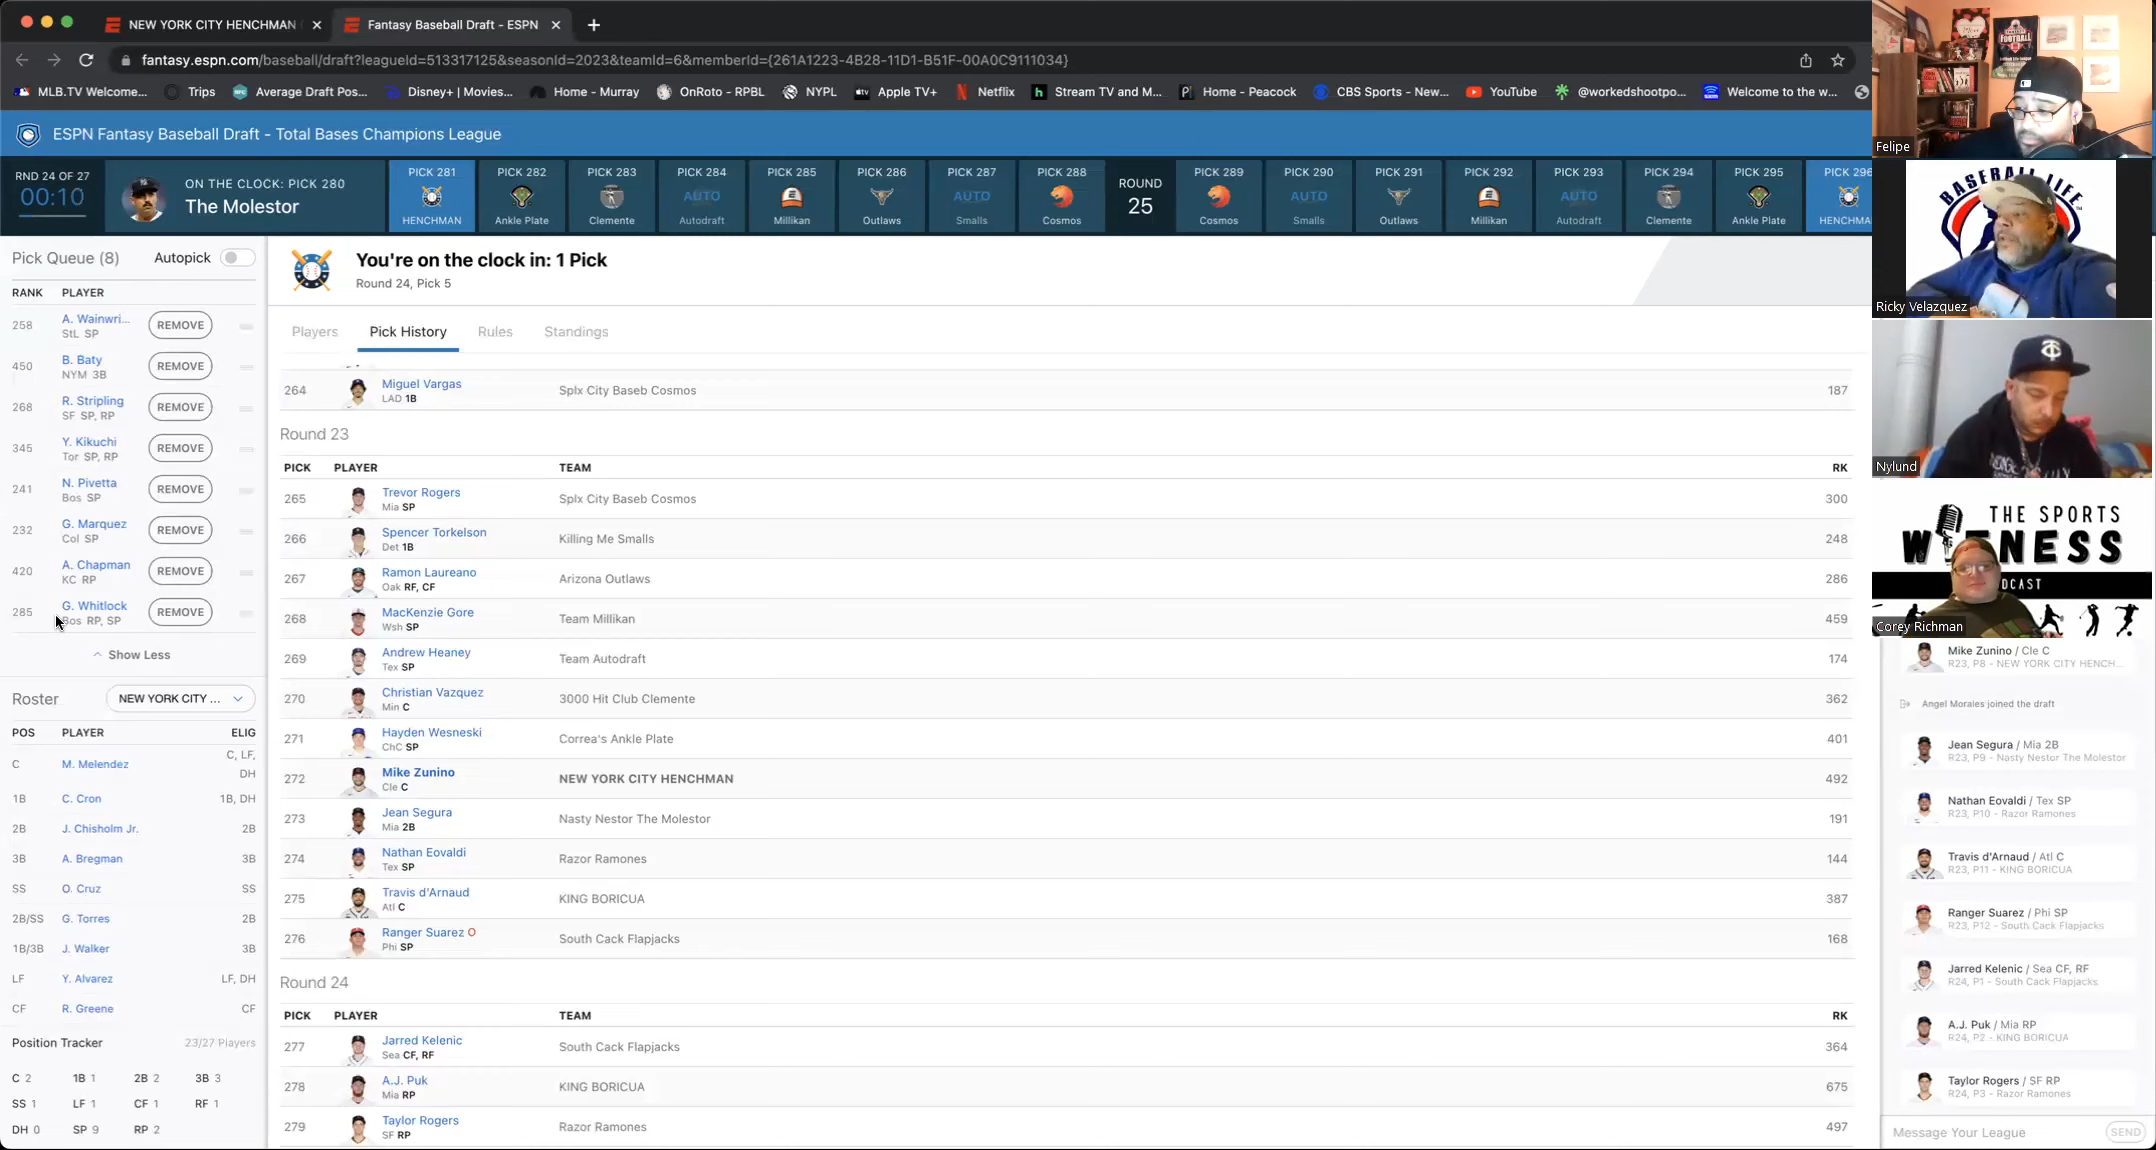 NEW YORK CITY HENCHMAN
Fantasy Baseball Draft - ESPN
fantasy.espn.com/baseball/draft?leagueId=513317125&seasonId=2023&teamId=6&memberId={261A1223-4B28-11D1-B51F-00A0C9111034}
MLB.TV Welcome... Trips Average Draft Pos... Disney+ | Movies... Home - Murray OnRoto - RPBL NYPL Apple TV+ Netflix Stream TV and M... Home - Peacock CBS Sports - New... YouTube @workedshootpo... Welcome to the w...
ESPN Fantasy Baseball Draft - Total Bases Champions League
RND 24 OF 27
00:10
ON THE CLOCK: PICK 280
The Molestor
PICK 281 HENCHMAN
PICK 282 Ankle Plate
PICK 283 Clemente
PICK 284 AUTO Autodraft
PICK 285 Millikan
PICK 286 Outlaws
PICK 287 AUTO Smalls
PICK 288 Cosmos
ROUND 25
PICK 289 Cosmos
PICK 290 AUTO Smalls
PICK 291 Outlaws
PICK 292 Millikan
PICK 293 AUTO Autodraft
PICK 294 Clemente
PICK 295 Ankle Plate
PICK 296 HENCHMA
Pick Queue (8) Autopick
RANK PLAYER
258 A. Wainwri... REMOVE
StL SP
450 B. Baty REMOVE
NYM 3B
268 R. Stripling REMOVE
SF SP, RP
345 Y. Kikuchi REMOVE
Tor SP, RP
241 N. Pivetta REMOVE
Bos SP
232 G. Marquez REMOVE
Col SP
420 A. Chapman REMOVE
KC RP
285 G. Whitlock REMOVE
Bos RP, SP
Show Less
Roster NEW YORK CITY ...
POS PLAYER ELIG
C M. Melendez C, LF, DH
1B C. Cron 1B, DH
2B J. Chisholm Jr. 2B
3B A. Bregman 3B
SS O. Cruz SS
2B/SS G. Torres 2B
1B/3B J. Walker 3B
LF Y. Alvarez LF, DH
CF R. Greene CF
Position Tracker 23/27 Players
C 2 1B 1 2B 2 3B 3
SS 1 LF 1 CF 1 RF 1
DH 0 SP 9 RP 2
You're on the clock in: 1 Pick
Round 24, Pick 5
Players Pick History Rules Standings
264 Miguel Vargas Splx City Baseb Cosmos 187
LAD 1B
Round 23
PICK PLAYER TEAM RK
265 Trevor Rogers Splx City Baseb Cosmos 300
Mia SP
266 Spencer Torkelson Killing Me Smalls 248
Det 1B
267 Ramon Laureano Arizona Outlaws 286
Oak RF, CF
268 MacKenzie Gore Team Millikan 459
Wsh SP
269 Andrew Heaney Team Autodraft 174
Tex SP
270 Christian Vazquez 3000 Hit Club Clemente 362
Min C
271 Hayden Wesneski Correa's Ankle Plate 401
ChC SP
272 Mike Zunino NEW YORK CITY HENCHMAN 492
Cle C
273 Jean Segura Nasty Nestor The Molestor 191
Mia 2B
274 Nathan Eovaldi Razor Ramones 144
Tex SP
275 Travis d'Arnaud KING BORICUA 387
Atl C
276 Ranger Suarez O South Cack Flapjacks 168
Phi SP
Round 24
PICK PLAYER TEAM RK
277 Jarred Kelenic South Cack Flapjacks 364
Sea CF, RF
278 A.J. Puk KING BORICUA 675
Mia RP
279 Taylor Rogers Razor Ramones 497
SF RP
Felipe
BASEBALL LIFE
Ricky Velazquez
Nylund
THE SPORTS
Corey Richman
Mike Zunino / Cle C
R23, P8 - NEW YORK CITY HENCH...
Angel Morales joined the draft
Jean Segura / Mia 2B
R23, P9 - Nasty Nestor The Molestor
Nathan Eovaldi / Tex SP
R23, P10 - Razor Ramones
Travis d'Arnaud / Atl C
R23, P11 - KING BORICUA
Ranger Suarez / Phi SP
R23, P12 - South Cack Flapjacks
Jarred Kelenic / Sea CF, RF
R24, P1 - South Cack Flapjacks
A.J. Puk / Mia RP
R24, P2 - KING BORICUA
Taylor Rogers / SF RP
R24, P3 - Razor Ramones
Message Your League SEND